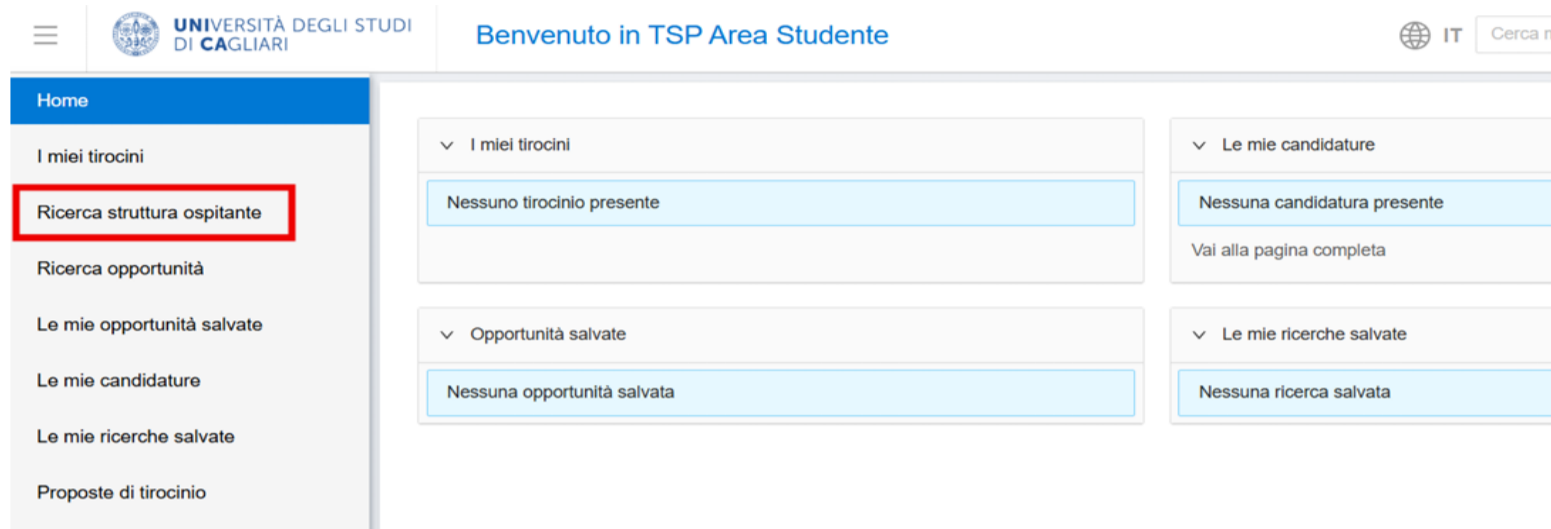 UNIVERSITÀ DEGLI STUDI
DI CAGLIARI
Benvenuto in TSP Area Studente
IT
Cerca
Home
I miei tirocini
Ricerca struttura ospitante
Ricerca opportunità
Le mie opportunità salvate
Le mie candidature
Le mie ricerche salvate
Proposte di tirocinio
I miei tirocini
Nessuno tirocinio presente
Le mie candidature
Nessuna candidatura presente
Vai alla pagina completa
Opportunità salvate
Nessuna opportunità salvata
Le mie ricerche salvate
Nessuna ricerca salvata